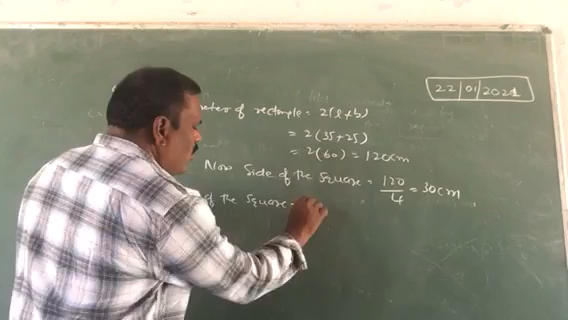 22/01/2021
of rectangle = 2(l+b)
= 2(35+25)
= 2(60) = 120cm
Now Side of the Square = 120/4 = 30cm
of the Square =